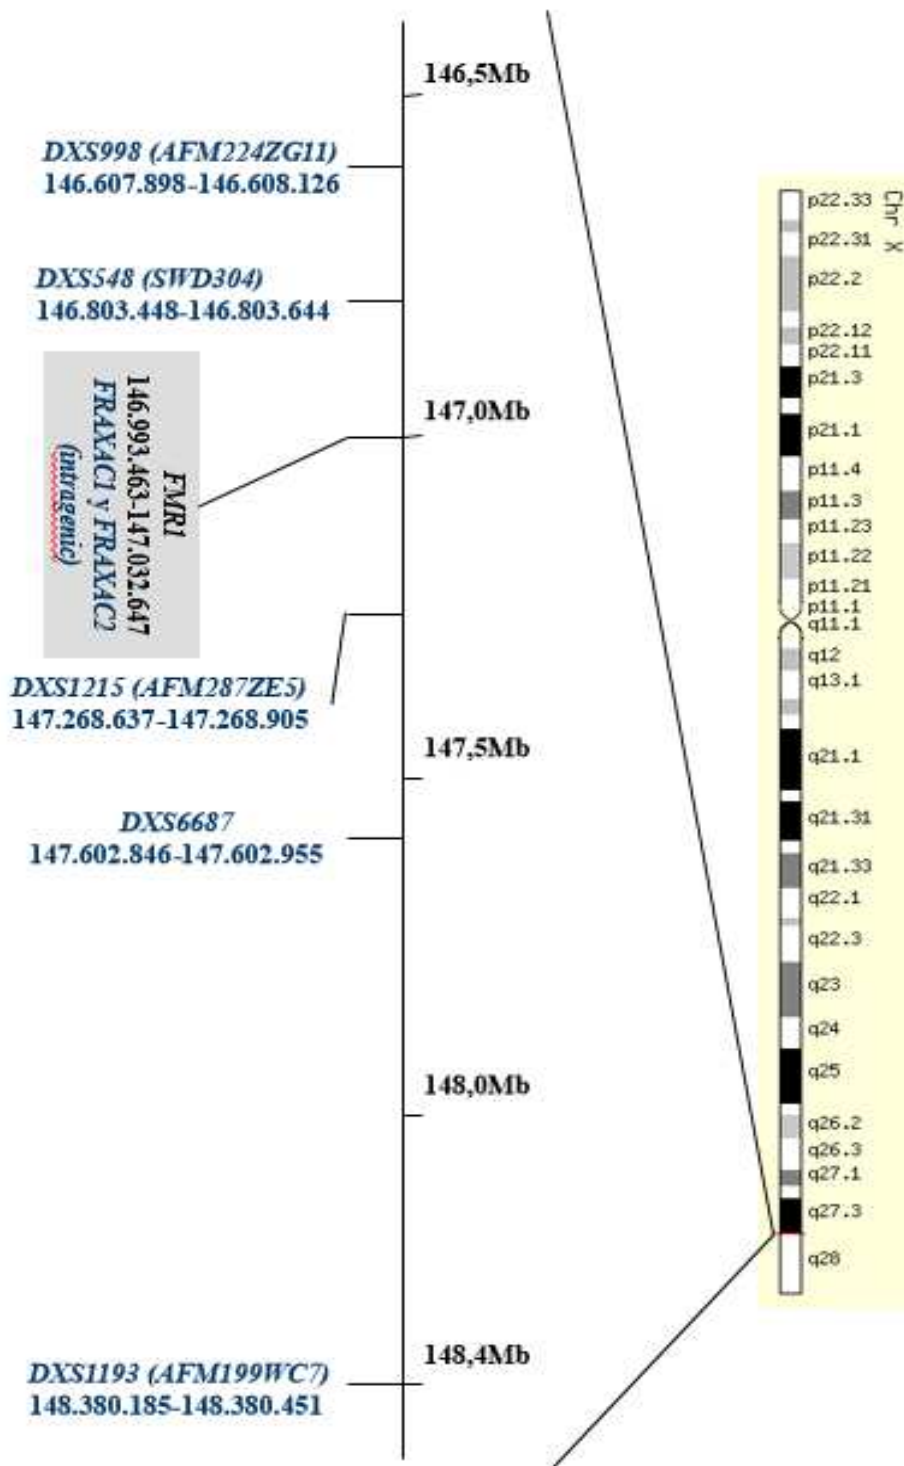 146,5Mb
DXS998 (AFM224ZG11)
146.607.898-146.608.126
DXS548 (SWD304)
146.803.448-146.803.644
147,0Mb
FMR1
146.993.463-147.032.647
FRAXAC1 y FRAXAC2
(intragenic)
DXS1215 (AFM287ZE5)
147.268.637-147.268.905
147,5Mb
DXS6687
147.602.846-147.602.955
148,0Mb
148,4Mb
DXS1193 (AFM199WC7)
148.380.185-148.380.451
Chr X
p22.33
p22.31
p22.2
p22.12
p22.11
p21.3
p21.1
p11.4
p11.3
p11.23
p11.22
p11.21
p11.1
q11.1
q12
q13.1
q21.1
q21.31
q21.33
q22.1
q22.3
q23
q24
q25
q26.2
q26.3
q27.1
q27.3
q28